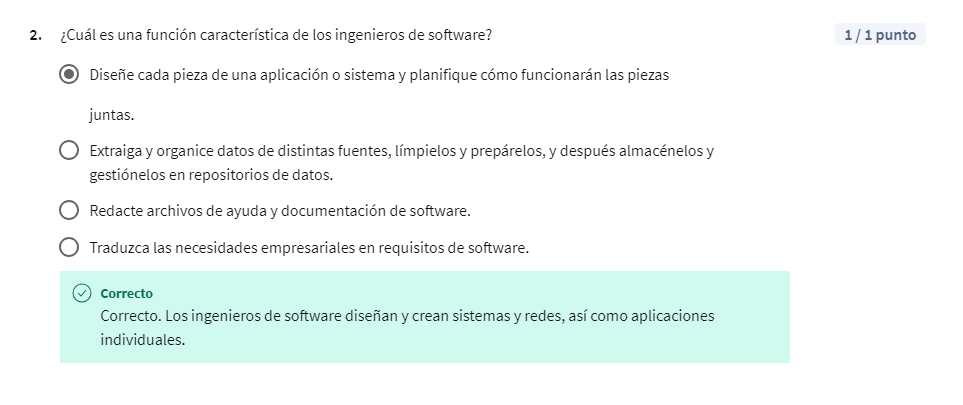 2. ¿Cuál es una función característica de los ingenieros de software?
1 / 1 punto
Diseñe cada pieza de una aplicación o sistema y planifique cómo funcionarán las piezas
juntas.
Extraiga y organice datos de distintas fuentes, límpielos y prepárelos, y después almacénelos y
gestiónelos en repositorios de datos.
Redacte archivos de ayuda y documentación de software.
Traduzca las necesidades empresariales en requisitos de software.
Correcto
Correcto. Los ingenieros de software diseñan y crean sistemas y redes, así como aplicaciones
individuales.